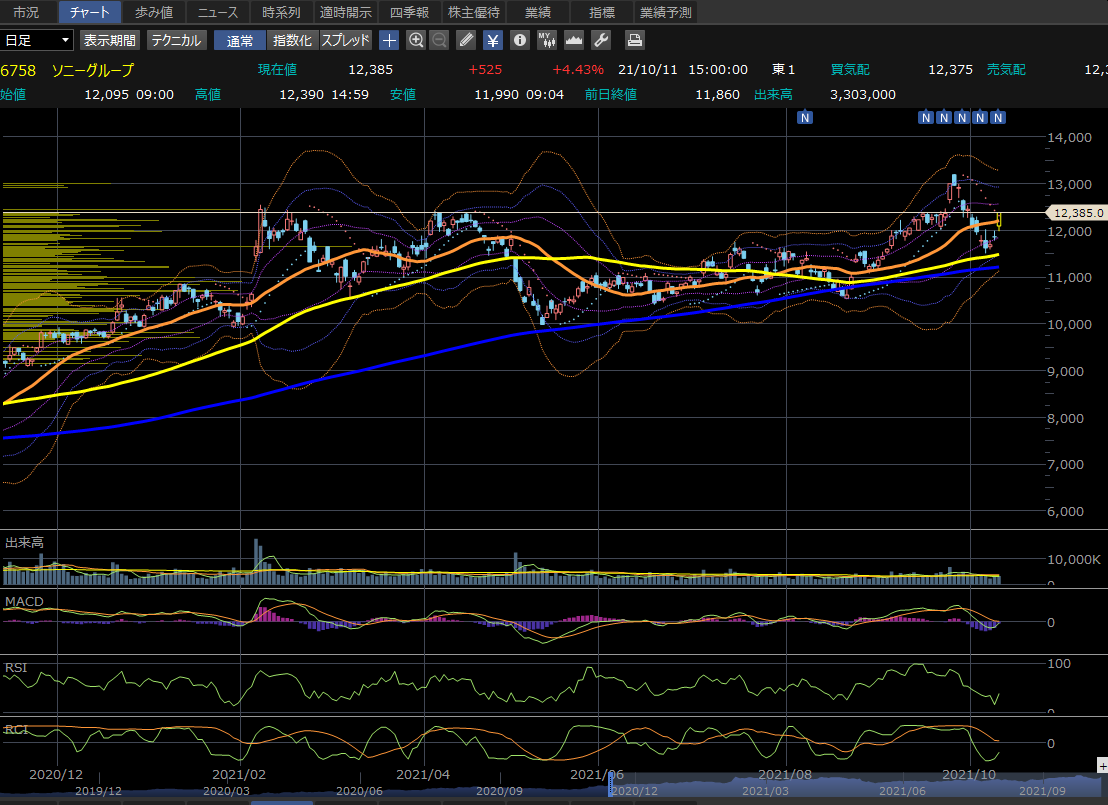 市況 チャート 歩み値 ニュース 時系列 適時開示 四季報 株主優待 業績 指標 業績予測
日足 表示期間 テクニカル 通常 指数化 スプレッド ¥ MY
6758 ソニーグループ 現在値 12,385 +525 +4.43% 21/10/11 15:00:00 東1 買気配 12,375 売気配 12,3
始値 12,095 09:00 高値 12,390 14:59 安値 11,990 09:04 前日終値 11,860 出来高 3,303,000
N N N N N N
14,000
13,000
12,385.0
12,000
11,000
10,000
9,000
8,000
7,000
6,000
出来高
10,000K
0
MACD
0
RSI
100
0
RCI
0
2020/12 2021/02 2021/04 2021/06 2021/08 2021/10
2019/12 2020/03 2020/06 2020/09 2020/12 2021/03 2021/06 2021/09